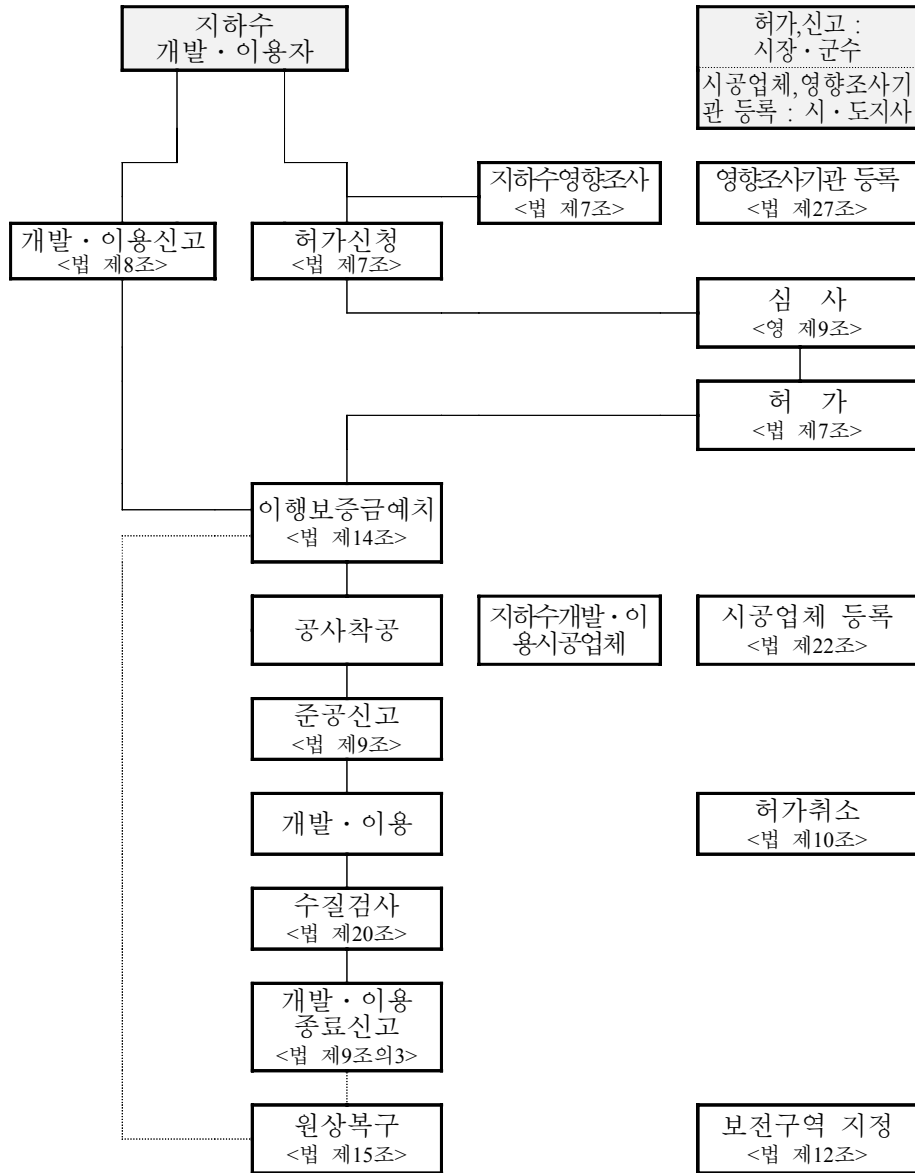 지하수
개발・이용자
허가,신고 :
시장・군수
시공업체,영향조사기
관 등록 : 시・도지사
지하수영향조사
<법 제7조>
영향조사기관 등록
<법 제27조>
개발・이용신고
<법 제8조>
허가신청
<법 제7조>
심 사
<영 제9조>
허 가
<법 제7조>
이행보증금예치
<법 제14조>
공사착공
지하수개발・이
용시공업체
시공업체 등록
<법 제22조>
준공신고
<법 제9조>
개발・이용
허가취소
<법 제10조>
수질검사
<법 제20조>
개발・이용
종료신고
<법 제9조의3>
원상복구
<법 제15조>
보전구역 지정
<법 제12조>